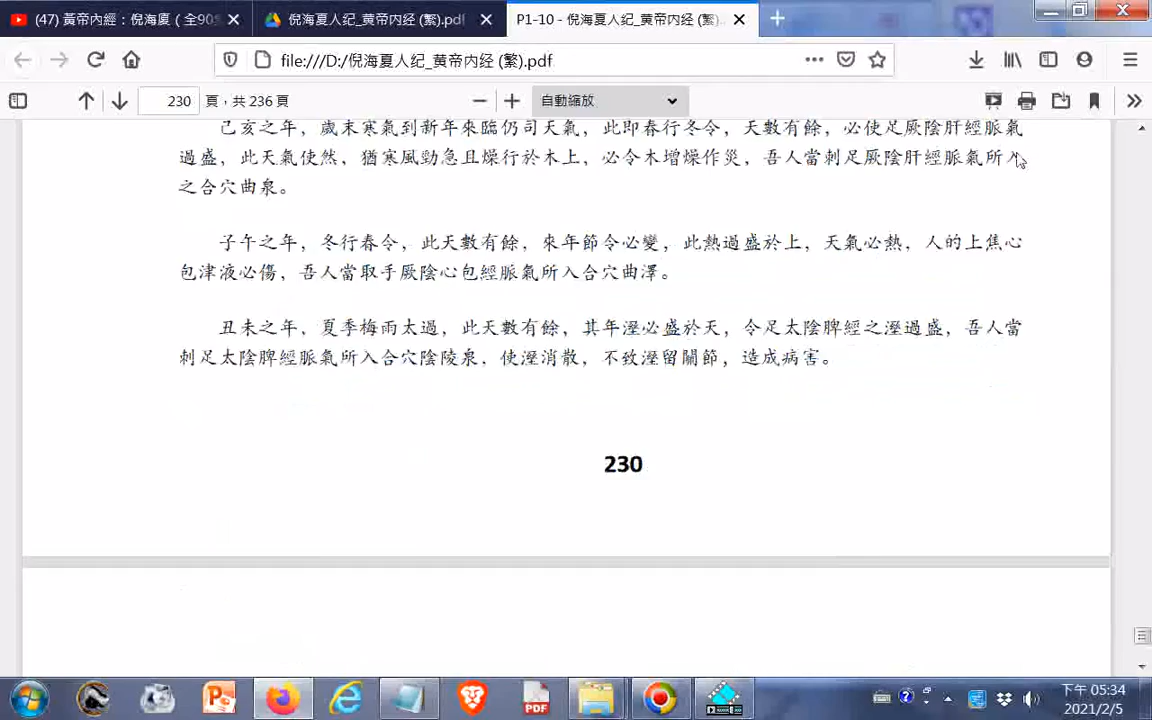 (47) 黃帝內經：倪海廈 ( 全90
倪海夏人纪_黄帝内经 (繁).pdf
P1-10 - 倪海夏人纪_黄帝内经 (繁)
file:///D:/倪海夏人纪_黄帝内经 (繁).pdf
230 頁，共 236 頁
自動縮放
己亥之年，歲末寒氣到新年來臨仍司天氣，此即春行冬令，天數有餘，必使足厥陰肝經脈氣
過盛，此天氣使然，猶寒風勁急且燥行於木上，必令木增燥作災，吾人當刺足厥陰肝經脈氣所入
之合穴曲泉。
子午之年，冬行春令，此天數有餘，來年節令必變，此熱過盛於上，天氣必熱，人的上焦心
包津液必傷，吾人當取手厥陰心包經脈氣所入合穴曲澤。
丑未之年，夏季梅雨太過，此天數有餘，其年溼必盛於天，令足太陰脾經之溼過盛，吾人當
刺足太陰脾經脈氣所入合穴陰陵泉，使溼消散，不致溼留關節，造成病害。
230
PDF
下午 05:34
2021/2/5